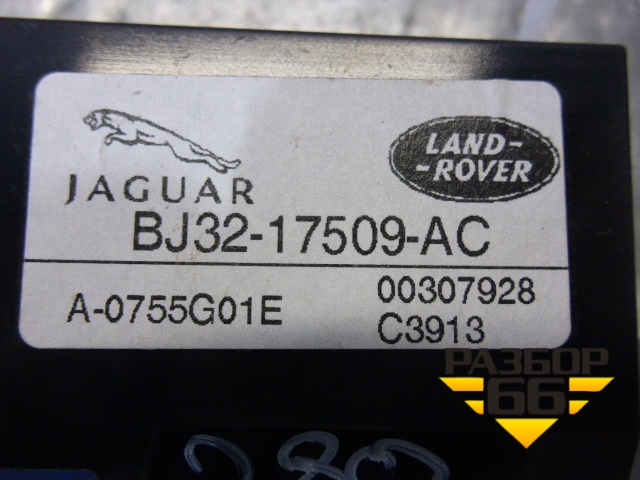 JAGUAR
LAND-
-ROVER
BJ32-17509-AC
A-0755G01E
00307928
C3913
РАЗБОР
66